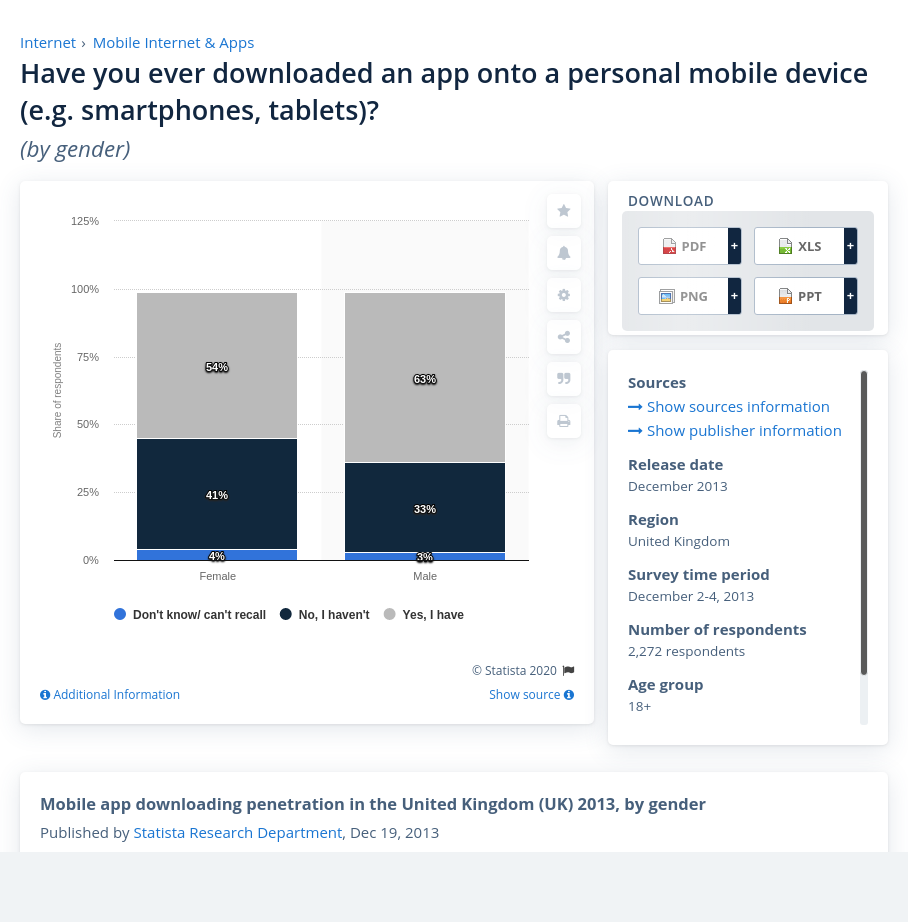 Internet › Mobile Internet & Apps
Have you ever downloaded an app onto a personal mobile device
(e.g. smartphones, tablets)?
(by gender)
125%
100%
75%
50%
25%
0%
Share of respondents
54%
63%
41%
33%
4%
3%
Female
Male
Don't know/ can't recall
No, I haven't
Yes, I have
© Statista 2020
Additional Information
Show source
DOWNLOAD
PDF +
XLS +
PNG +
PPT +
Sources
Show sources information
Show publisher information
Release date
December 2013
Region
United Kingdom
Survey time period
December 2-4, 2013
Number of respondents
2,272 respondents
Age group
18+
Mobile app downloading penetration in the United Kingdom (UK) 2013, by gender
Published by Statista Research Department, Dec 19, 2013